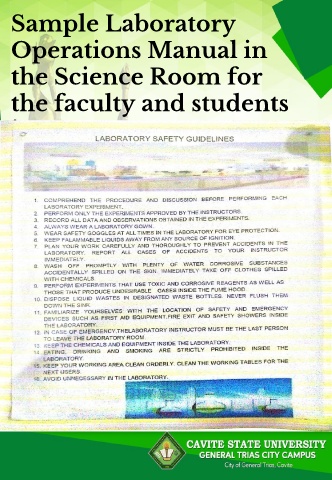 Sample Laboratory
Operations Manual in
the Science Room for
the faculty and students
LABORATORY SAFETY GUIDELINES
1. COMPREHEND THE PROCEDURE AND DISCUSSION BEFORE PERFORMING EACH
LABORATORY EXPERIMENT.
2. PERFORM ONLY THE EXPERIMENTS APPROVED BY THE INSTRUCTORS.
3. RECORD ALL DATA AND OBSERVATIONS OBTAINED IN THE EXPERIMENTS.
4. ALWAYS WEAR A LABORATORY GOWN.
5. WEAR SAFETY GOGGLES AT ALL TIMES IN THE LABORATORY FOR EYE PROTECTION.
6. KEEP FALAMMABLE LIQUIDS AWAY FROM ANY SOURCE OF IGNITION.
7. PLAN YOUR WORK CAREFULLY AND THOROUGHLY TO PREVENT ACCIDENTS IN THE
LABORATORY. REPORT ALL CASES OF ACCIDENTS TO YOUR INSTRUCTOR
IMMEDIATELY.
8. WASH OFF PROMPTLY WITH PLENTY OF WATER CORROSIVE SUBSTANCES
ACCIDENTALLY SPILLED ON THE SKIN. IMMEDIATELY TAKE OFF CLOTHES SPILLED
WITH CHEMICALS.
9. PERFORM EXPERIMENTS THAT USE TOXIC AND CORROSIVE REAGENTS AS WELL AS
THOSE THAT PRODUCE UNDESIRABLE GASES INSIDE THE FUME HOOD.
10. DISPOSE LIQUID WASTES IN DESIGNATED WASTE BOTTLES. NEVER FLUSH THEM
DOWN THE SINK.
11. FAMILIARIZE YOURSELVES WITH THE LOCATION OF SAFETY AND EMERGENCY
DEVICES SUCH AS FIRST AID EQUIPMENT, FIRE EXIT AND SAFETY SHOWERS INSIDE
THE LABORATORY.
12. IN CASE OF EMERGENCY, THELABORATORY INSTRUCTOR MUST BE THE LAST PERSON
TO LEAVE THE LABORATORY ROOM.
13. KEEP THE CHEMICALS AND EQUIPMENT INSIDE THE LABORATORY.
14. EATING, DRINKING AND SMOKING ARE STRICTLY PROHIBITED INSIDE THE
LABORATORY
15. KEEP YOUR WORKING AREA CLEAN ORDERLY. CLEAN THE WORKING TABLES FOR THE
NEXT USERS.
16. AVOID UNNECESSARY IN THE LABORATORY.
CAVITE STATE UNIVERSITY
GENERAL TRIAS CITY CAMPUS
City of General Trias, Cavite